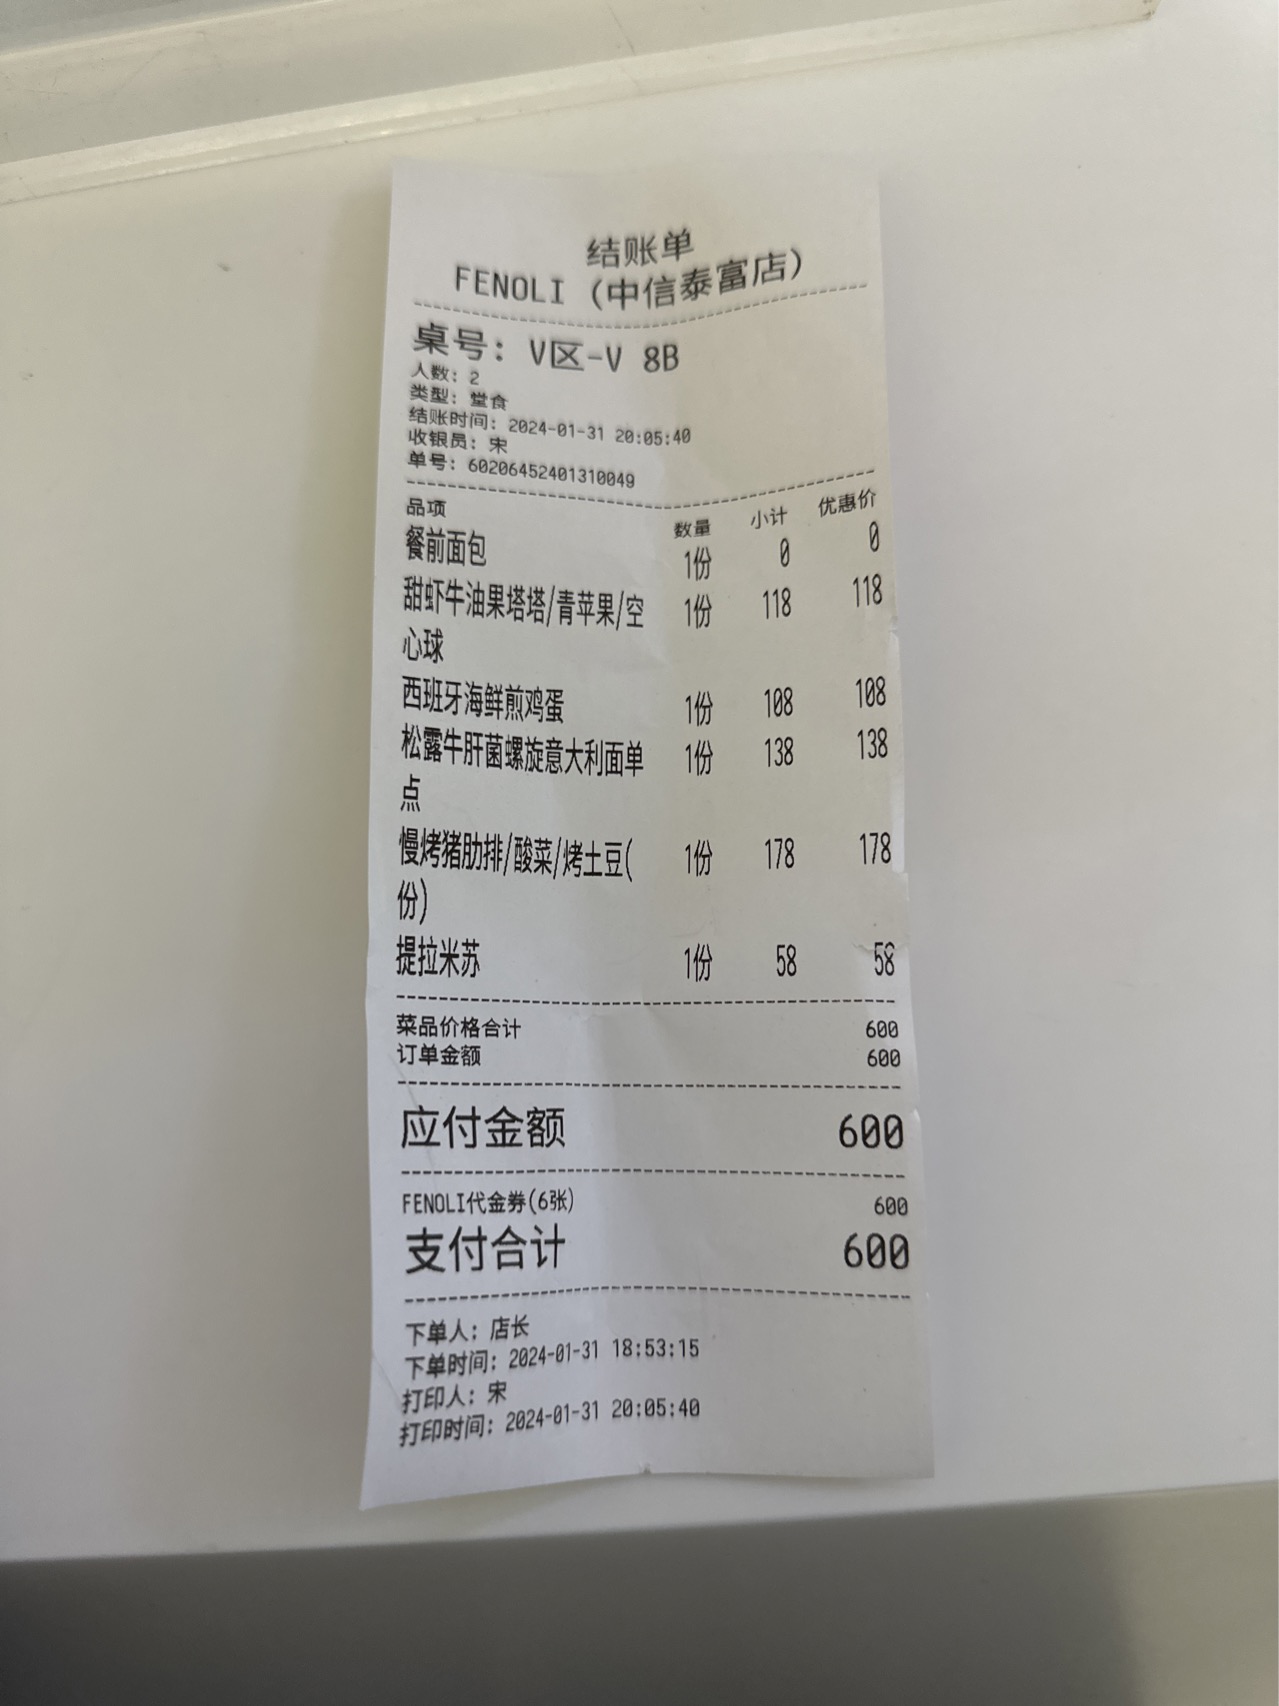 结账单
FENOLI（中信泰富店）
桌号：V区-V 8B
人数：2
类型：堂食
结账时间：2024-01-31 20:05:40
收银员：宋
单号：602064524013​10049
品项 数量 小计 优惠价
餐前面包 1份 0 0
甜虾牛油果塔塔/青苹果/空 1份 118 118
心球
西班牙海鲜煎鸡蛋 1份 108 108
松露牛肝菌螺旋意大利面单 1份 138 138
点
慢烤猪肋排/酸菜/烤土豆( 1份 178 178
份)
提拉米苏 1份 58 58
菜品价格合计 600
订单金额 600
应付金额 600
FENOLI代金券(6张) 600
支付合计 600
下单人：店长
下单时间：2024-01-31 18:53:15
打印人：宋
打印时间：2024-01-31 20:05:40